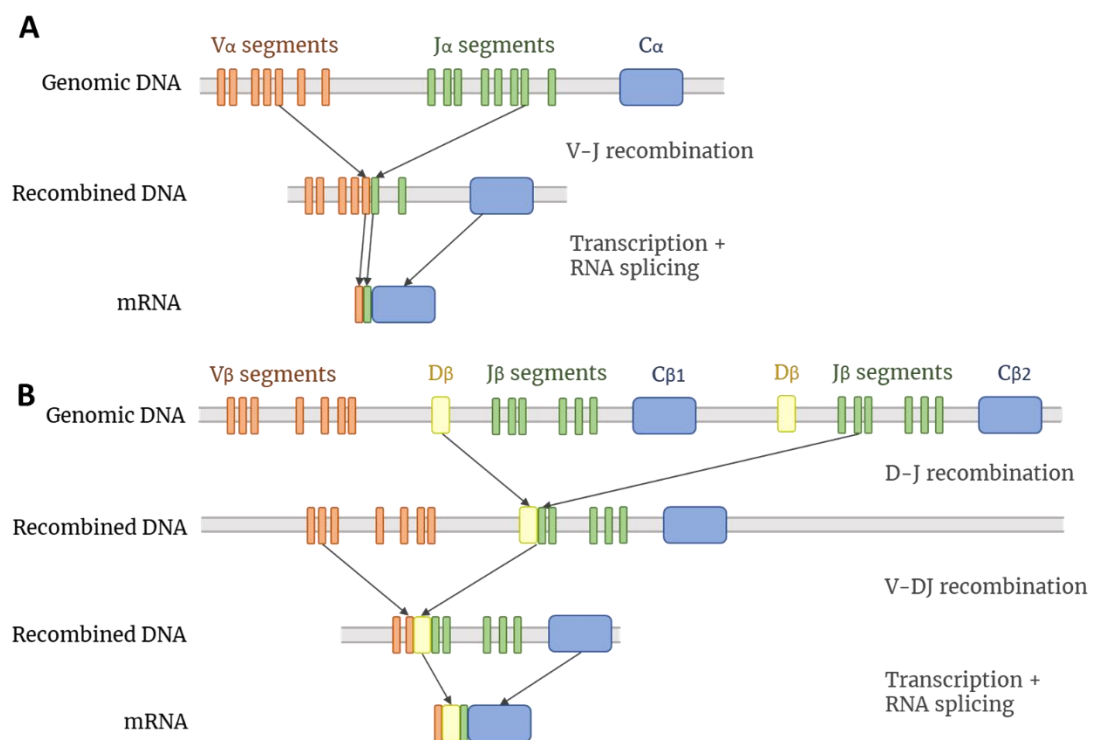 A
Vα segments Jα segments Cα
Genomic DNA
V-J recombination
Recombined DNA
Transcription +
RNA splicing
mRNA
Vβ segments Dβ Jβ segments Cβ1 Dβ Jβ segments Cβ2
B
Genomic DNA
D-J recombination
Recombined DNA
V-DJ recombination
Recombined DNA
Transcription +
RNA splicing
mRNA